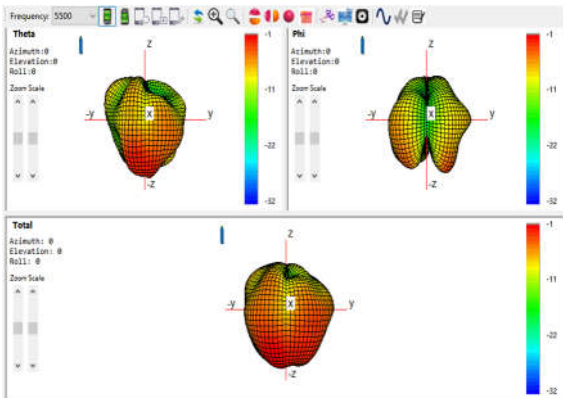 Frequency: 5500
Theta
Azimuth:0
Elevation:0
Roll:0
Zoom Scale
z
-y
x
y
-z
-1
-11
-22
-32
Phi
Azimuth:0
Elevation:0
Roll:0
Zoom Scale
z
-y
x
y
-z
-1
-11
-22
-32
Total
Azimuth: 0
Elevation: 0
Roll: 0
Zoom Scale
z
-y
x
y
-z
-1
-11
-22
-32